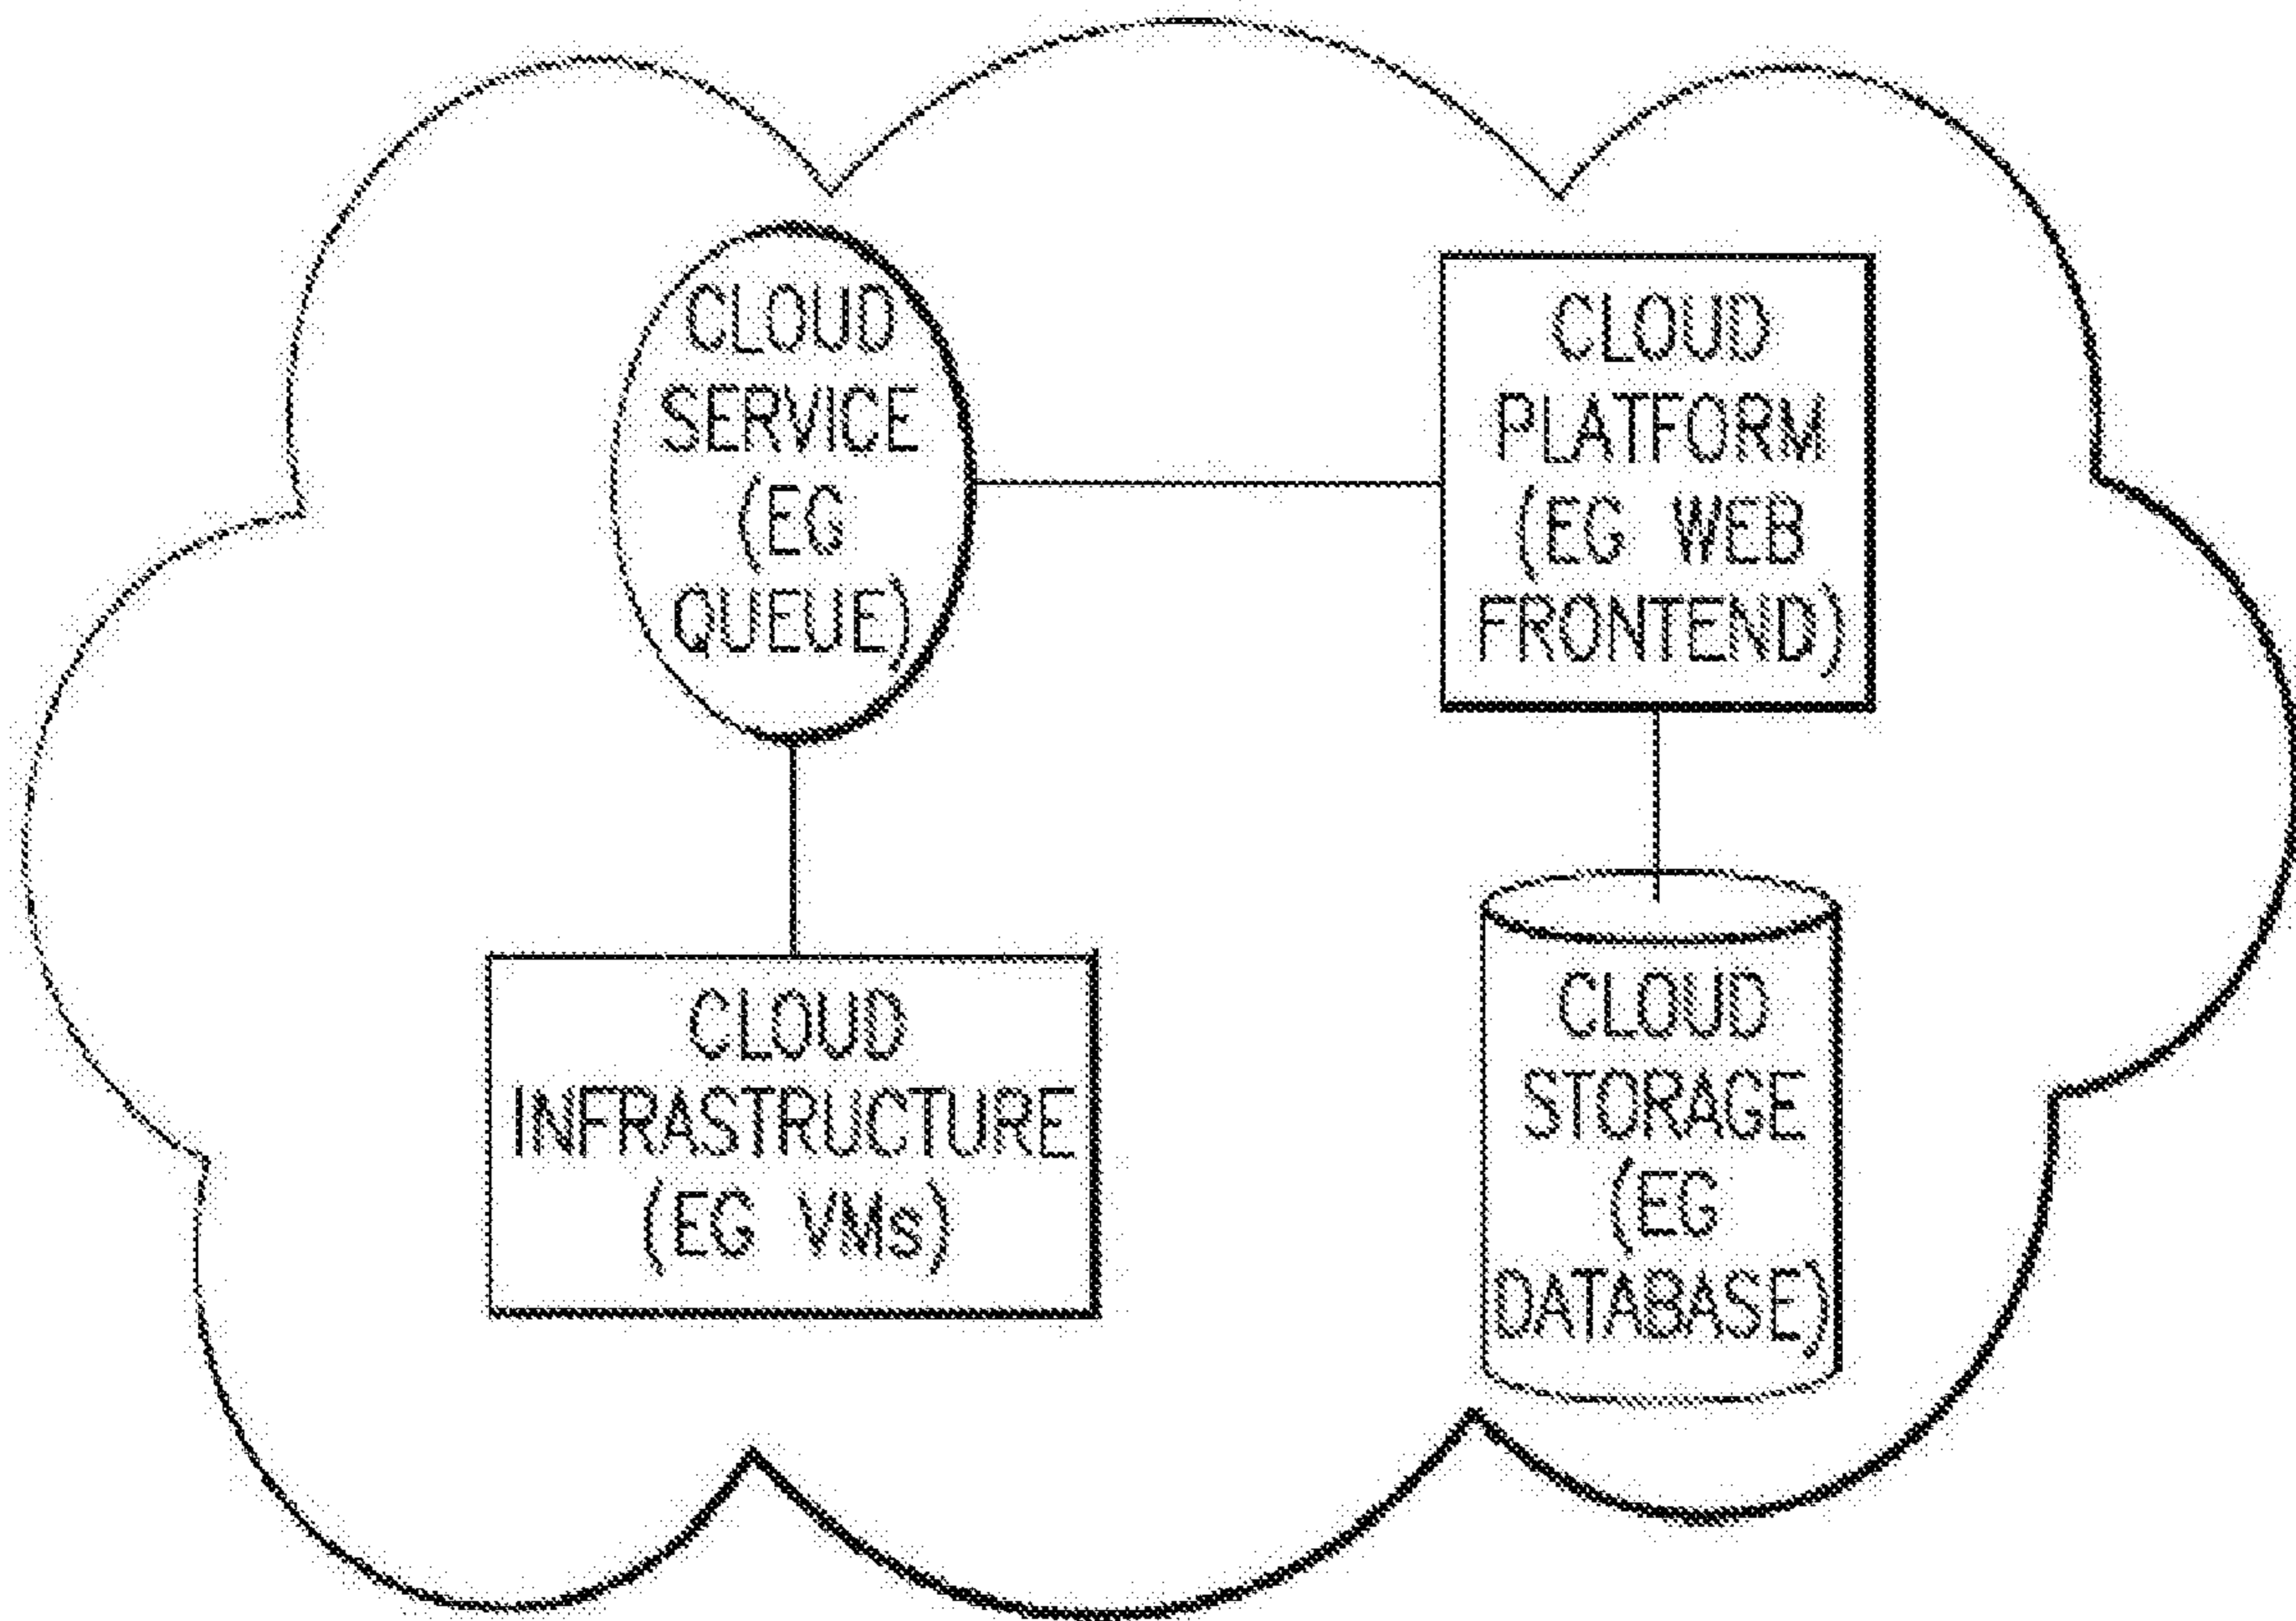 CLOUD
SERVICE
(EG
QUEUE)
CLOUD
PLATFORM
(EG WEB
FRONTEND)
CLOUD
INFRASTRUCTURE
(EG VMs)
CLOUD
STORAGE
(EG
DATABASE)